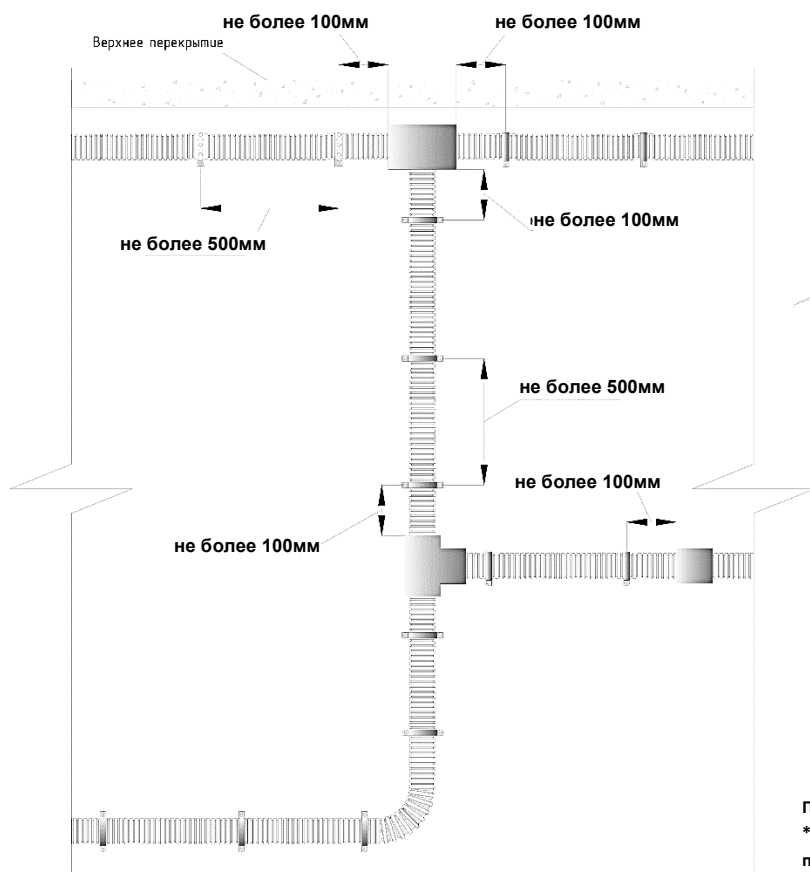 не более 100мм
не более 100мм
Верхнее перекрытие
не более 100мм
не более 500мм
не более 500мм
не более 100мм
не более 100мм
П
*
п